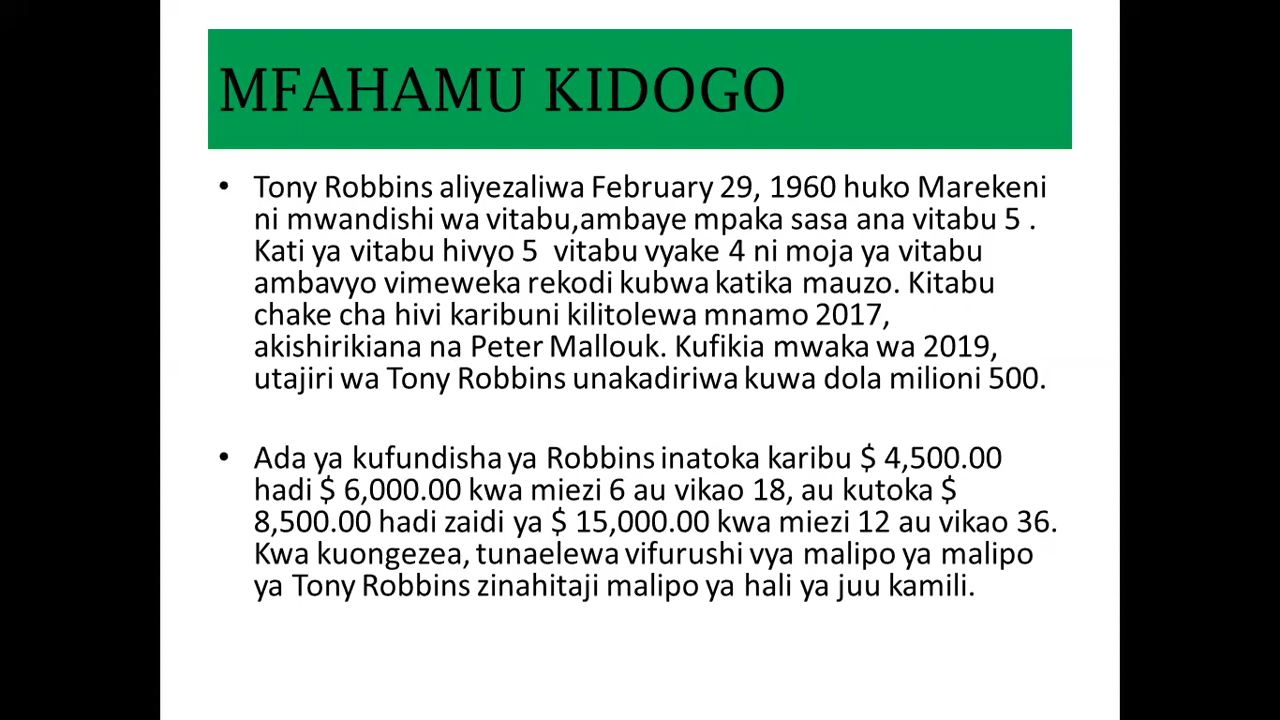 MFAHAMU KIDOGO
• Tony Robbins aliyezaliwa February 29, 1960 huko Marekeni
ni mwandishi wa vitabu,ambaye mpaka sasa ana vitabu 5 .
Kati ya vitabu hivyo 5 vitabu vyake 4 ni moja ya vitabu
ambavyo vimeweka rekodi kubwa katika mauzo. Kitabu
chake cha hivi karibuni kilitolewa mnamo 2017,
akishirikiana na Peter Mallouk. Kufikia mwaka wa 2019,
utajiri wa Tony Robbins unakadiriwa kuwa dola milioni 500.
• Ada ya kufundisha ya Robbins inatoka karibu $ 4,500.00
hadi $ 6,000.00 kwa miezi 6 au vikao 18, au kutoka $
8,500.00 hadi zaidi ya $ 15,000.00 kwa miezi 12 au vikao 36.
Kwa kuongezea, tunaelewa vifurushi vya malipo ya malipo
ya Tony Robbins zinahitaji malipo ya hali ya juu kamili.